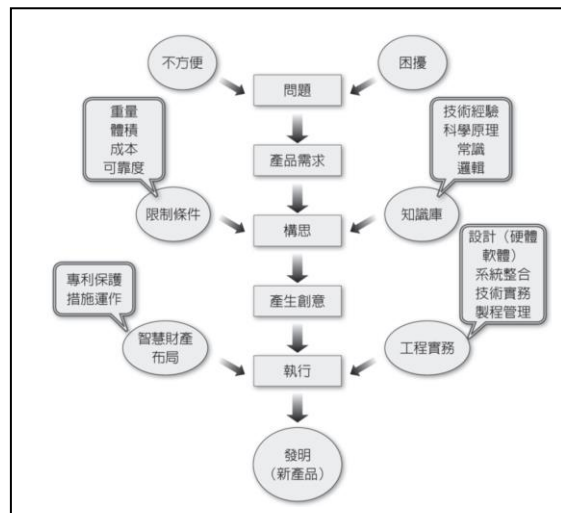 不方便
困擾
問題
重量
體積
成本
可靠度
技術經驗
科學原理
常識
邏輯
產品需求
限制條件
構思
知識庫
專利保護
措施運作
設計（硬體
軟體）
系統整合
技術實務
製程管理
產生創意
智慧財產
布局
執行
工程實務
發明
（新產品）